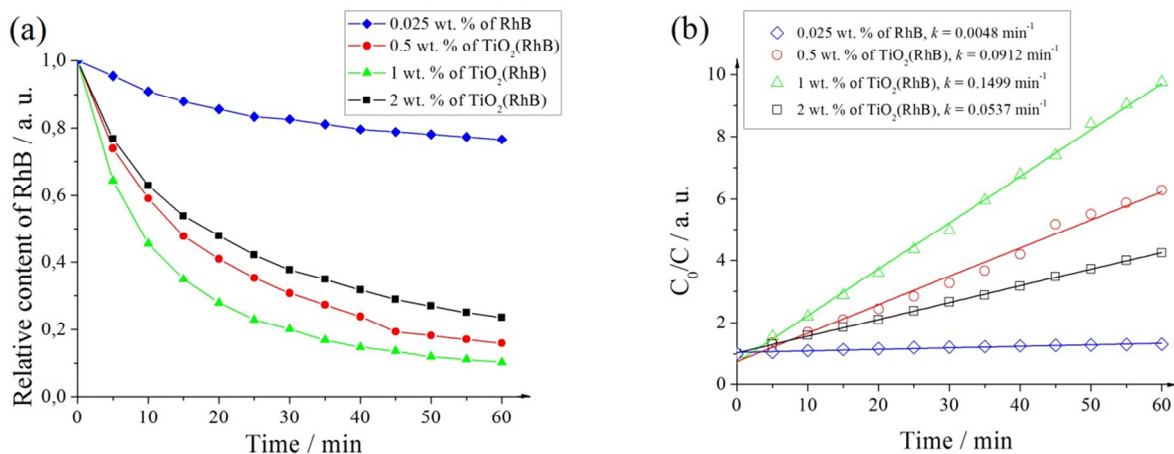 (a)
0.025 wt. % of RhB
0.5 wt. % of TiO₂(RhB)
1 wt. % of TiO₂(RhB)
2 wt. % of TiO₂(RhB)
Relative content of RhB / a. u.
1,0
0,8
0,6
0,4
0,2
0,0
0 10 20 30 40 50 60
Time / min
(b)
0.025 wt. % of RhB, k = 0.0048 min⁻¹
0.5 wt. % of TiO₂(RhB), k = 0.0912 min⁻¹
1 wt. % of TiO₂(RhB), k = 0.1499 min⁻¹
2 wt. % of TiO₂(RhB), k = 0.0537 min⁻¹
C₀/C / a. u.
10
8
6
4
2
0
0 10 20 30 40 50 60
Time / min